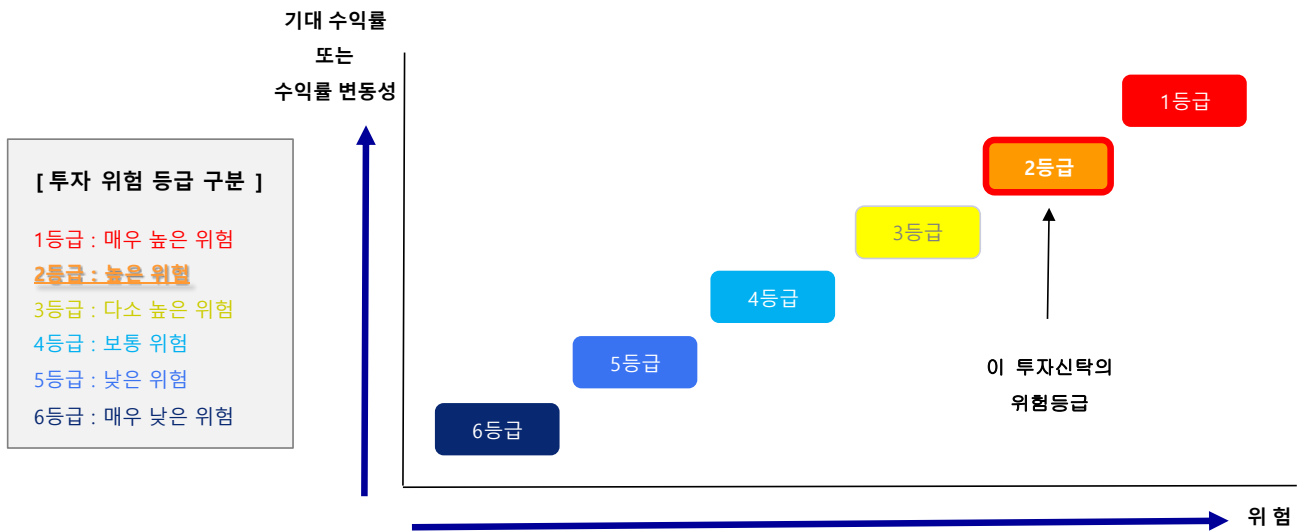 기대 수익률
또는
수익률 변동성
[ 투자 위험 등급 구분 ]
1등급 : 매우 높은 위험
2등급 : 높은 위험
3등급 : 다소 높은 위험
4등급 : 보통 위험
5등급 : 낮은 위험
6등급 : 매우 낮은 위험
1등급
2등급
3등급
4등급
5등급
6등급
이 투자신탁의
위험등급
위 험